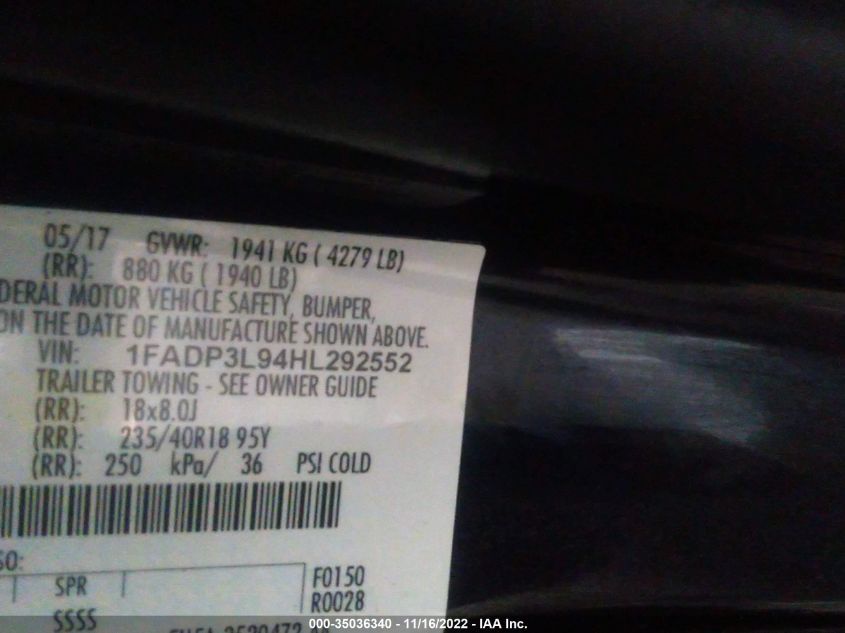 05/17 GVWR: 1941 KG ( 4279 LB)
(RR): 880 KG ( 1940 LB)
DERAL MOTOR VEHICLE SAFETY, BUMPER,
ON THE DATE OF MANUFACTURE SHOWN ABOVE.
VIN: 1FADP3L94HL292552
TRAILER TOWING - SEE OWNER GUIDE
(RR): 18x8.0J
(RR): 235/40R18 95Y
(RR): 250 kPa/ 36 PSI COLD
SO:
SPR
F0150
R0028
SSSS
000-35036340 - 11/16/2022 - IAA Inc.